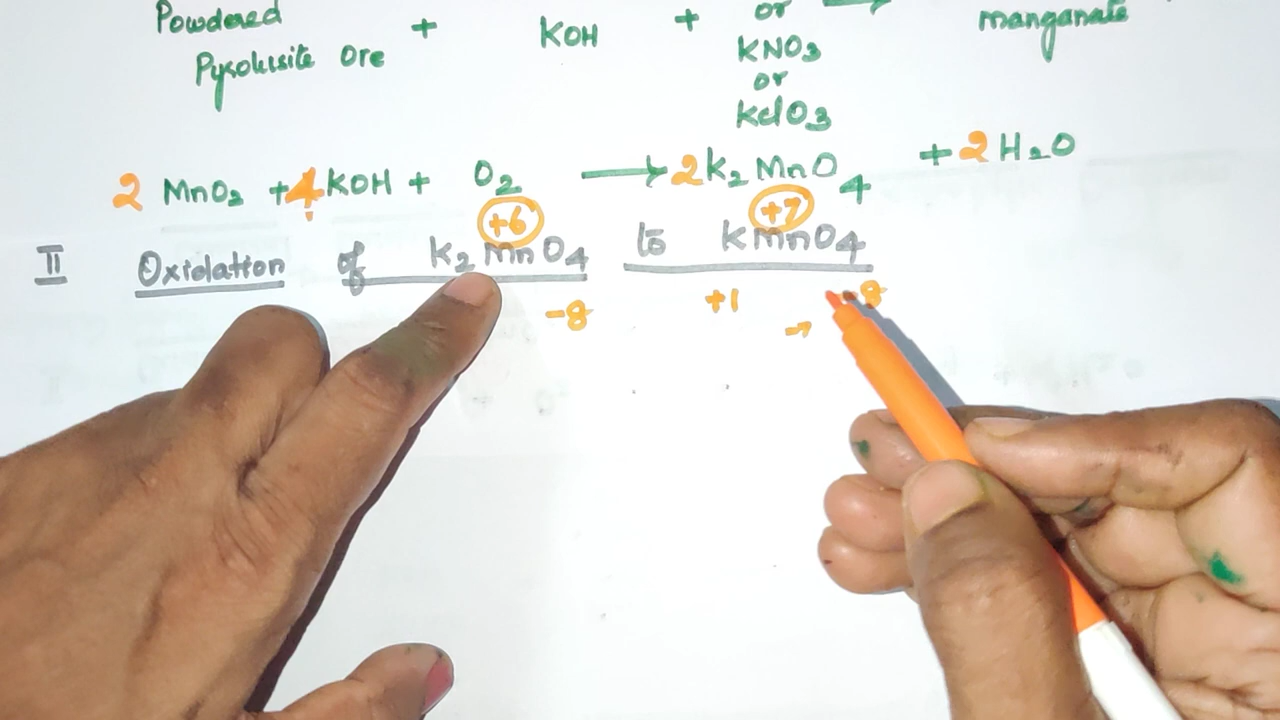 Powdered + KOH + or manganate
Pyrolusite Ore KNO3
or
KClO3
2 MnO2 + 4 KOH + O2 → 2 K2MnO4 + 2 H2O
+6 +7
II Oxidation of K2MnO4 to KMnO4
-8 +1 -7 -8